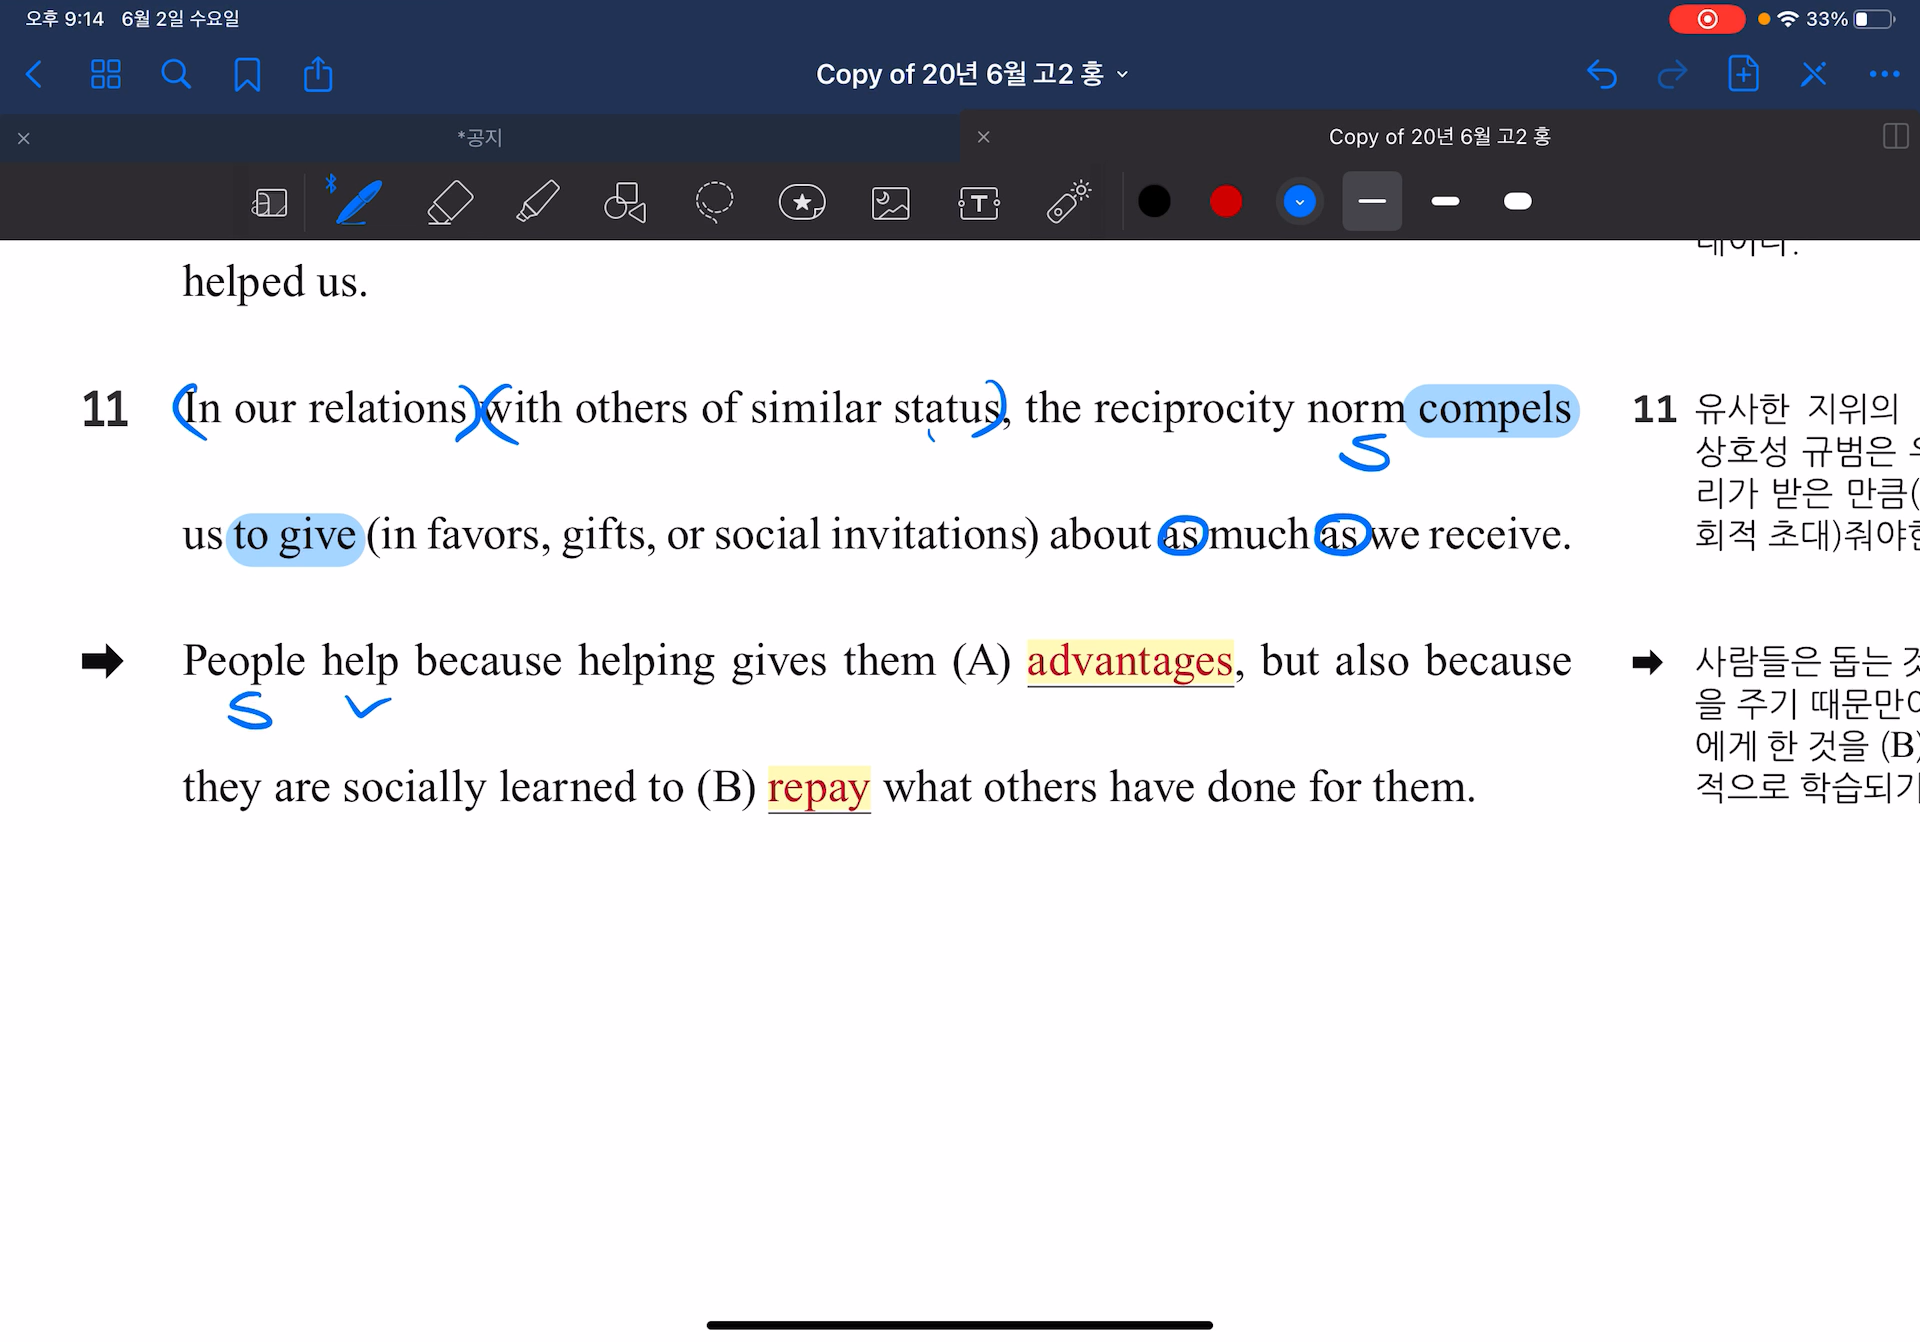 오후 9:14 6월 2일 수요일
33%
Copy of 20년 6월 고2 홍
*공지
Copy of 20년 6월 고2 홍
helped us.
11 In our relations with others of similar status, the reciprocity norm compels
S
us to give (in favors, gifts, or social invitations) about as much as we receive.
➡ People help because helping gives them (A) advantages, but also because
S V
they are socially learned to (B) repay what others have done for them.
11 유사한 지위의
상호성 규범은
리가 받은 만큼(
회적 초대)줘야
➡ 사람들은 돕는
을 주기 때문만
에게 한 것을 (B)
적으로 학습되기